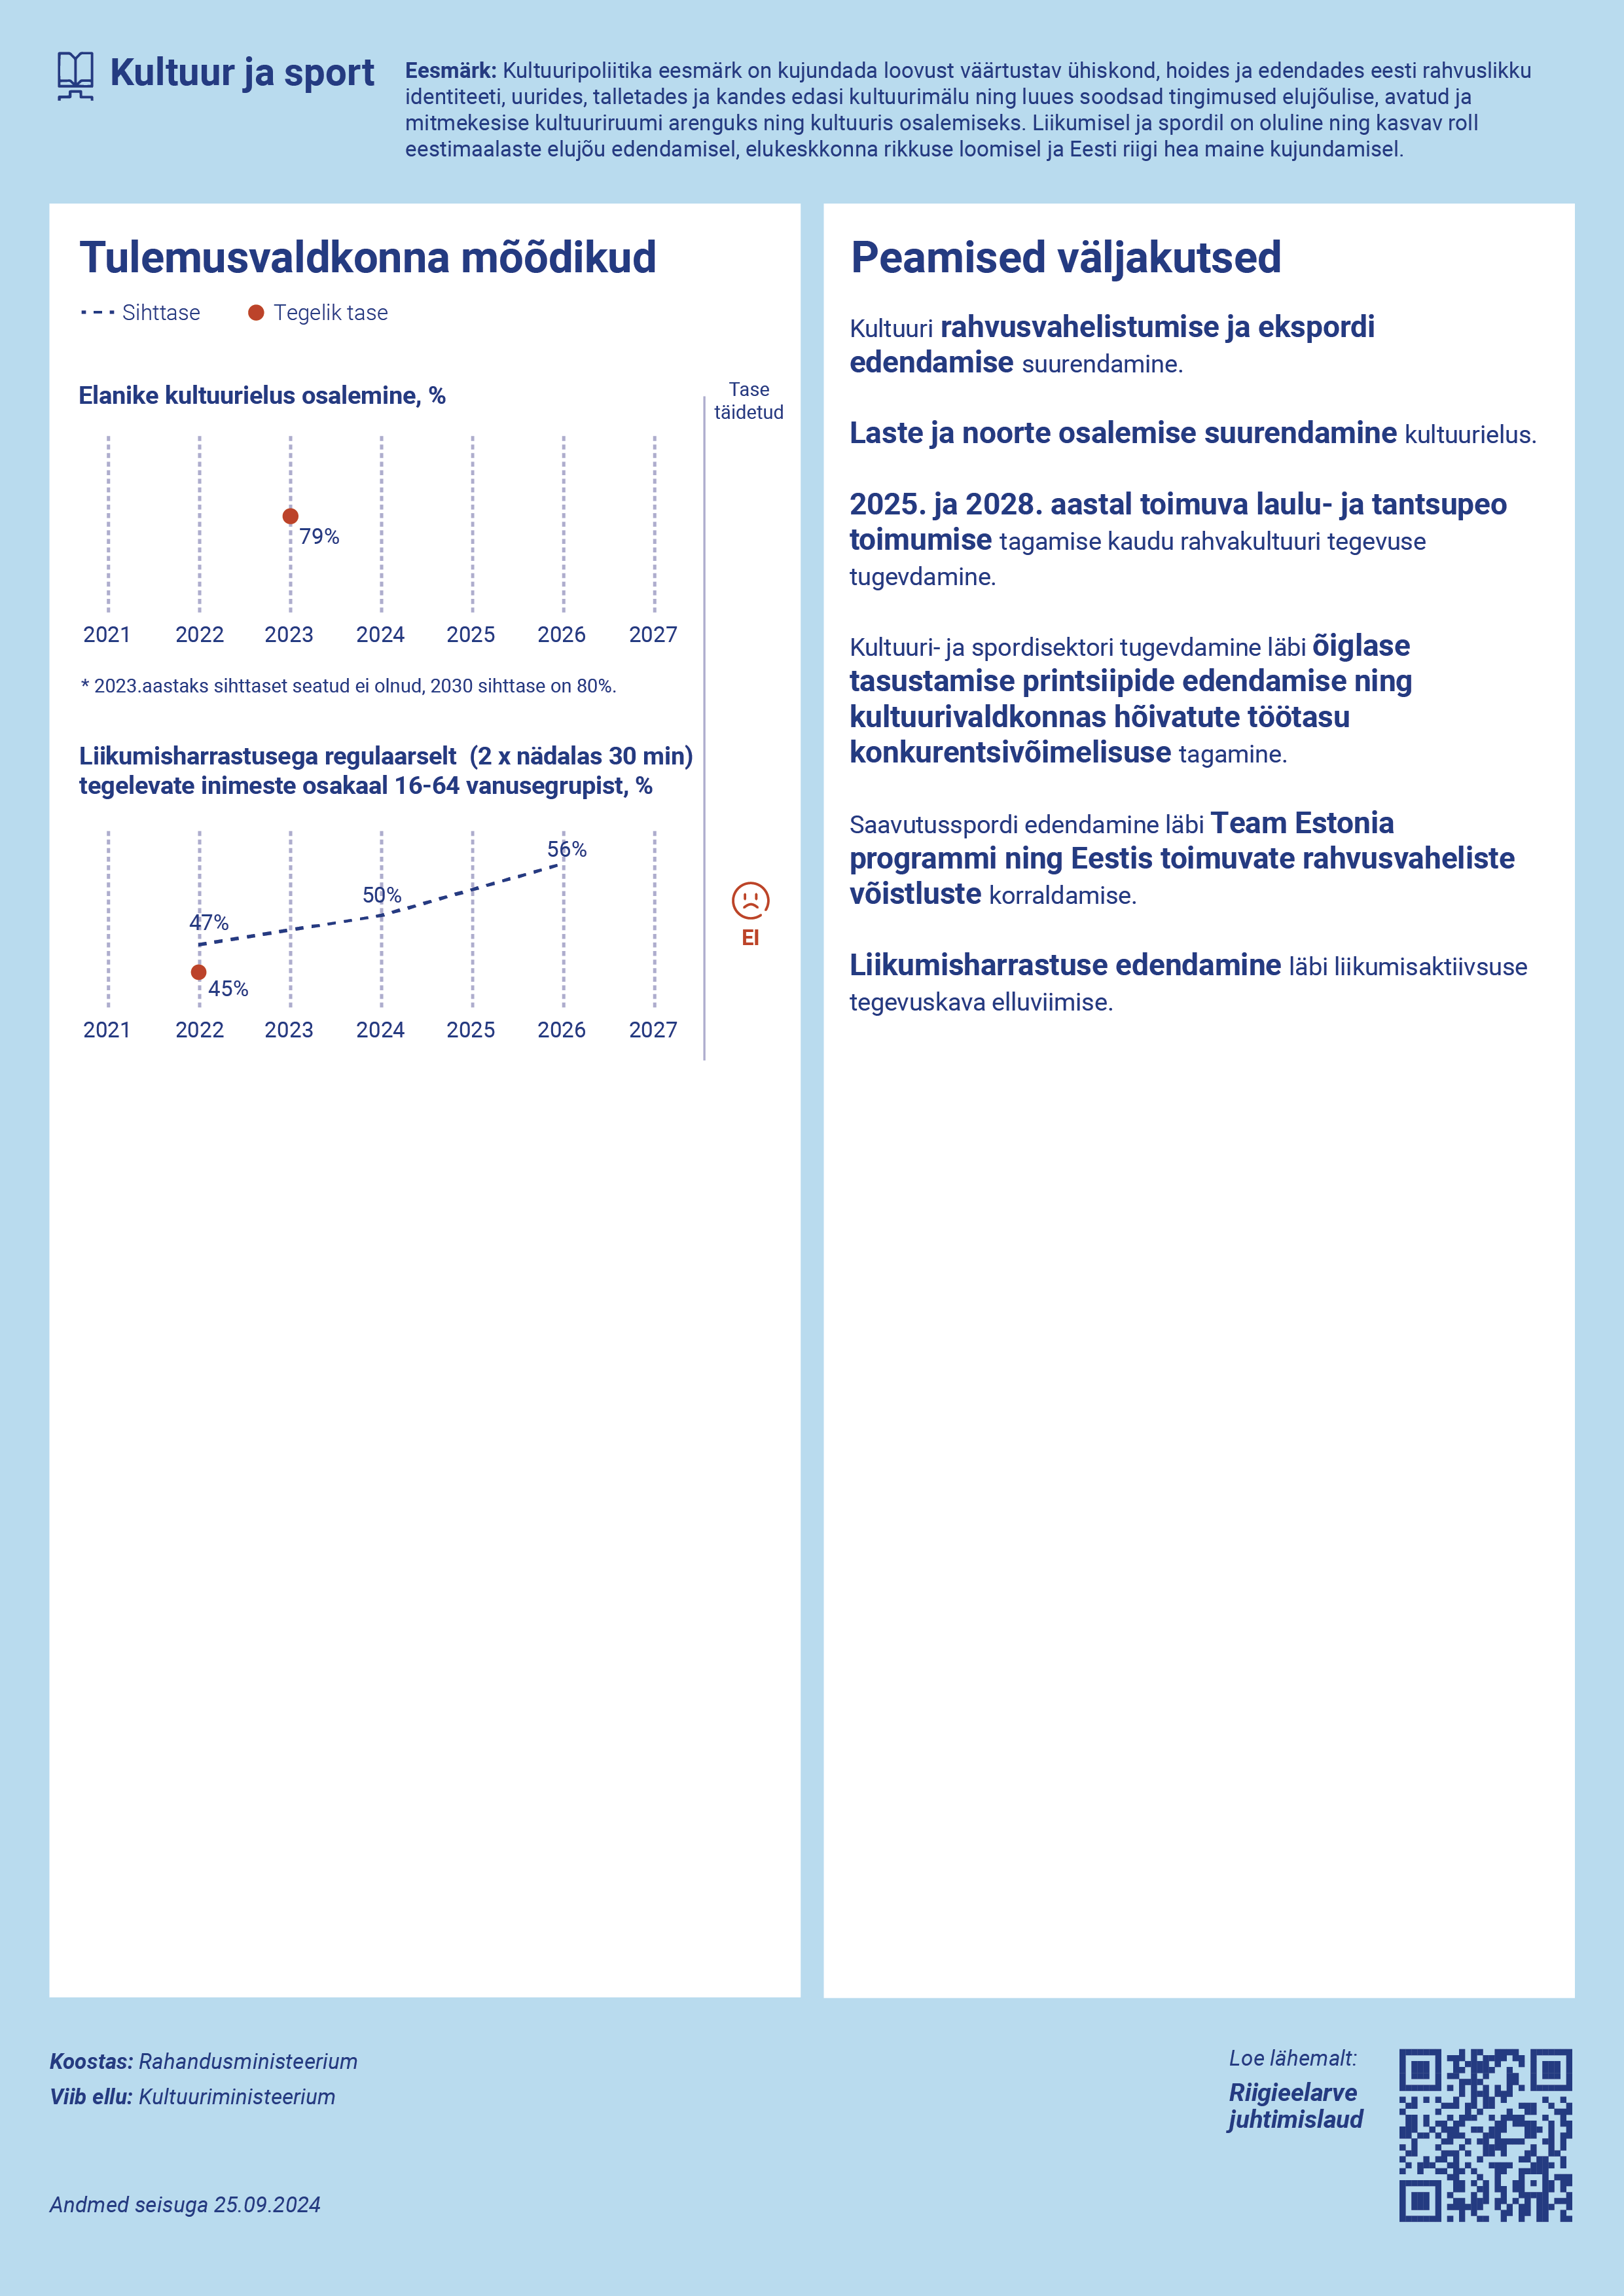 Kultuur ja sport
Eesmärk: Kultuuripoliitika eesmärk on kujundada loovust väärtustav ühiskond, hoides ja edendades eesti rahvuslikku
identiteeti, uurides, talletades ja kandes edasi kultuurimälu ning luues soodsad tingimused elujõulise, avatud ja
mitmekesise kultuuriruumi arenguks ning kultuuris osalemiseks. Liikumisel ja spordil on oluline ning kasvav roll
eestimaalaste elujõu edendamisel, elukeskkonna rikkuse loomisel ja Eesti riigi hea maine kujundamisel.
Tulemusvaldkonna mõõdikud
Sihttase
Tegelik tase
Elanike kultuurielus osalemine, %
Tase
täidetud
79%
2021 2022 2023 2024 2025 2026 2027
* 2023.aastaks sihttaset seatud ei olnud, 2030 sihttase on 80%.
Liikumisharrastusega regulaarselt (2 x nädalas 30 min)
tegelevate inimeste osakaal 16-64 vanusegrupist, %
56%
50%
47%
EI
45%
2021 2022 2023 2024 2025 2026 2027
Peamised väljakutsed
Kultuuri rahvusvahelistumise ja ekspordi
edendamise suurendamine.
Laste ja noorte osalemise suurendamine kultuurielus.
2025. ja 2028. aastal toimuva laulu- ja tantsupeo
toimumise tagamise kaudu rahvakultuuri tegevuse
tugevdamine.
Kultuuri- ja spordisektori tugevdamine läbi õiglase
tasustamise printsiipide edendamise ning
kultuurivaldkonnas hõivatute töötasu
konkurentsivõimelisuse tagamine.
Saavutusspordi edendamine läbi Team Estonia
programmi ning Eestis toimuvate rahvusvaheliste
võistluste korraldamise.
Liikumisharrastuse edendamine läbi liikumisaktiivsuse
tegevuskava elluviimise.
Koostas: Rahandusministeerium
Viib ellu: Kultuuriministeerium
Andmed seisuga 25.09.2024
Loe lähemalt:
Riigieelarve
juhtimislaud